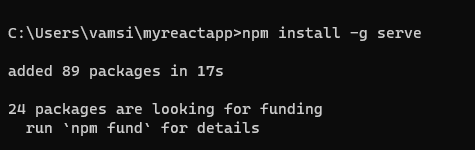 C:\Users\vamsi\myreactapp>npm install -g serve
added 89 packages in 17s
24 packages are looking for funding
run `npm fund` for details